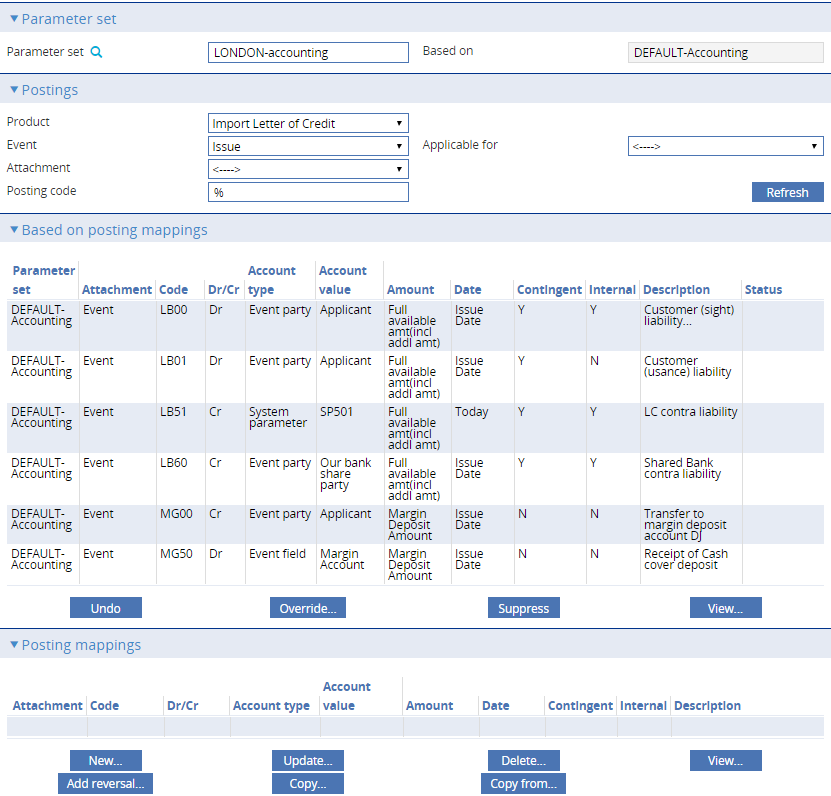 Parameter set
Parameter set LONDON-accounting Based on DEFAULT-Accounting
Postings
Product Import Letter of Credit
Event Issue Applicable for <---->
Attachment <---->
Posting code % Refresh
Based on posting mappings
Parameter set Attachment Code Dr/Cr Account type Account value Amount Date Contingent Internal Description Status
DEFAULT-Accounting Event LB00 Dr Event party Applicant Full available amt(incl addl amt) Issue Date Y Y Customer (sight) liability...
DEFAULT-Accounting Event LB01 Dr Event party Applicant Full available amt(incl addl amt) Issue Date Y N Customer (usance) liability
DEFAULT-Accounting Event LB51 Cr System parameter SP501 Full available amt(incl addl amt) Today Y Y LC contra liability
DEFAULT-Accounting Event LB60 Cr Event party Our bank share party Full available amt(incl addl amt) Issue Date Y Y Shared Bank contra liability
DEFAULT-Accounting Event MG00 Cr Event party Applicant Margin Deposit Amount Issue Date N N Transfer to margin deposit account DJ
DEFAULT-Accounting Event MG50 Dr Event field Margin Account Margin Deposit Amount Issue Date N N Receipt of Cash cover deposit
Undo Override... Suppress View...
Posting mappings
Attachment Code Dr/Cr Account type Account value Amount Date Contingent Internal Description
New... Update... Delete... View...
Add reversal... Copy... Copy from...